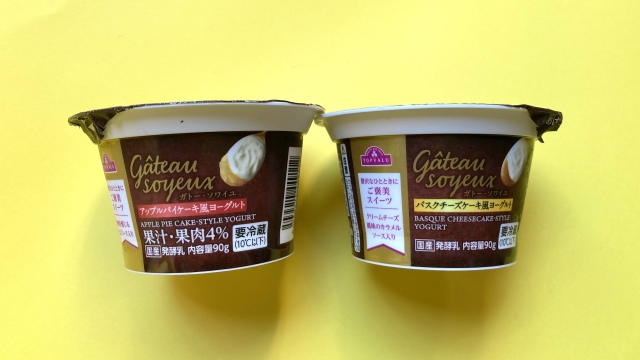 TOPVALU
Gâteau
soyeux
ガトー・ソワイユ
アップルパイケーキ風ヨーグルト
APPLE PIE CAKE-STYLE YOGURT
果汁・果肉4%
要冷蔵
(10℃以下)
国産 発酵乳 内容量90g
TOPVALU
贅沢なひとときに
ご褒美
スイーツ
クリームチーズ
風味のカラメル
ソース入り
Gâteau
soyeux
ガトー・ソワイユ
バスクチーズケーキ風ヨーグルト
BASQUE CHEESECAKE-STYLE
YOGURT
要冷蔵
(10℃以下)
国産 発酵乳 内容量90g